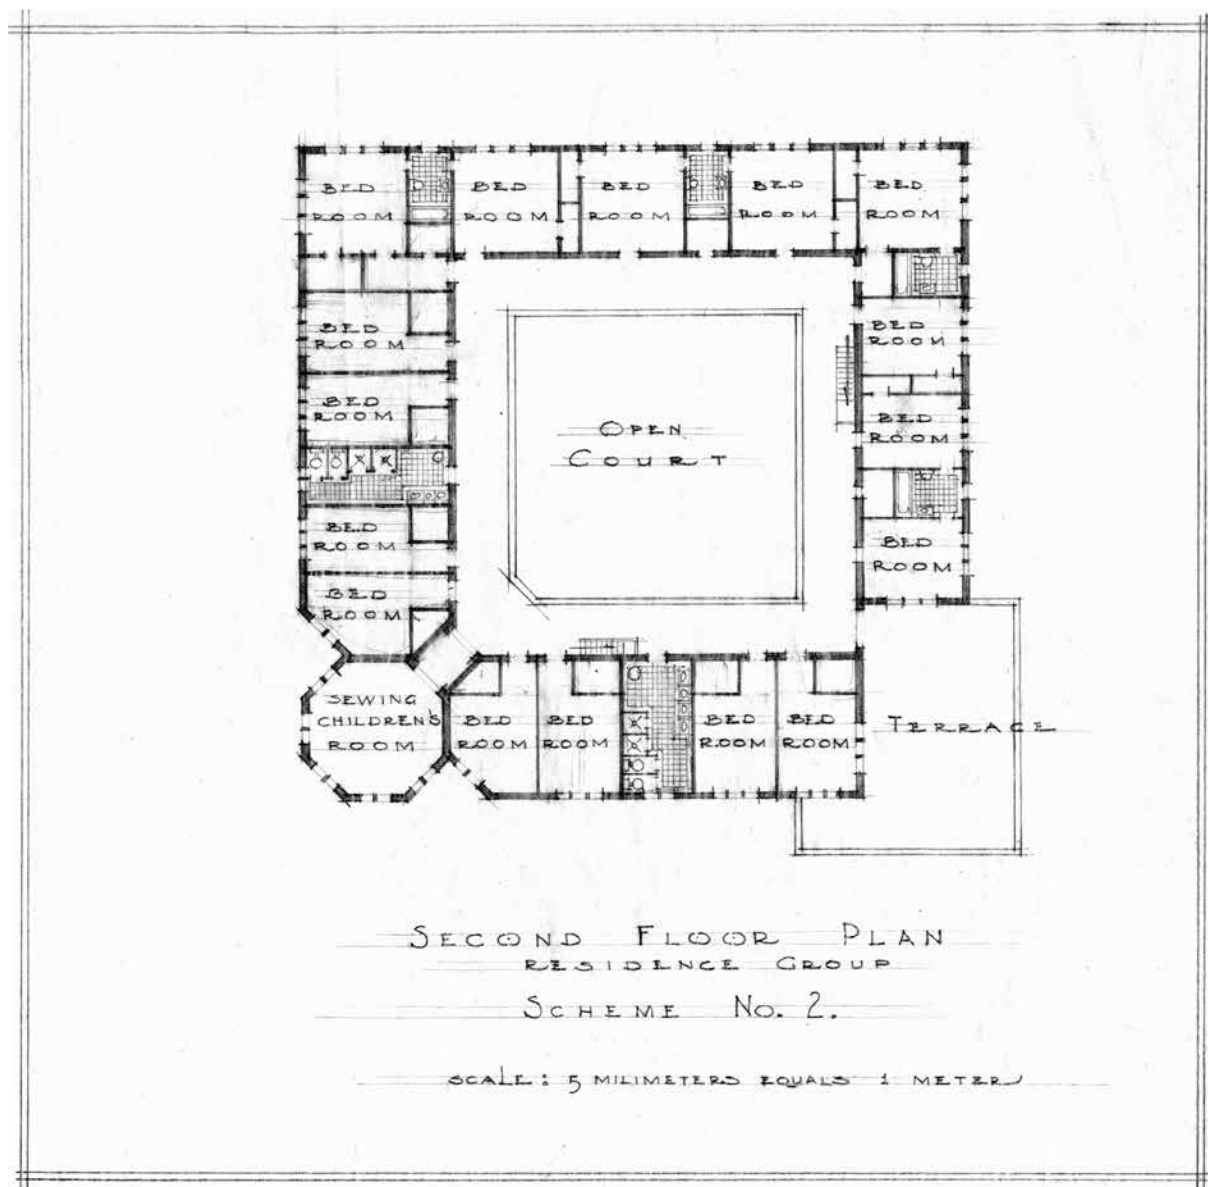 BED
ROOM
BED
ROOM
BED
ROOM
BED
ROOM
BED
ROOM
BED
ROOM
BED
ROOM
BED
ROOM
BED
ROOM
BED
ROOM
BED
ROOM
BED
ROOM
OPEN
COURT
SEWING
CHILDREN'S
ROOM
BED
ROOM
BED
ROOM
BED
ROOM
BED
ROOM
TERRACE
SECOND FLOOR PLAN
RESIDENCE GROUP
SCHEME No. 2.
SCALE: 5 MILIMETERS EQUALS 1 METER